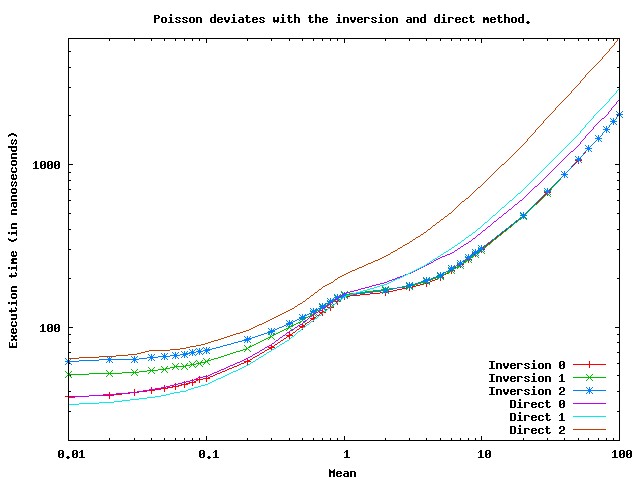 Poisson deviates with the inversion and direct method.
Execution time (in nanoseconds)
1000
100
Inversion 0
Inversion 1
Inversion 2
Direct 0
Direct 1
Direct 2
0.01 0.1 1 10 100
Mean